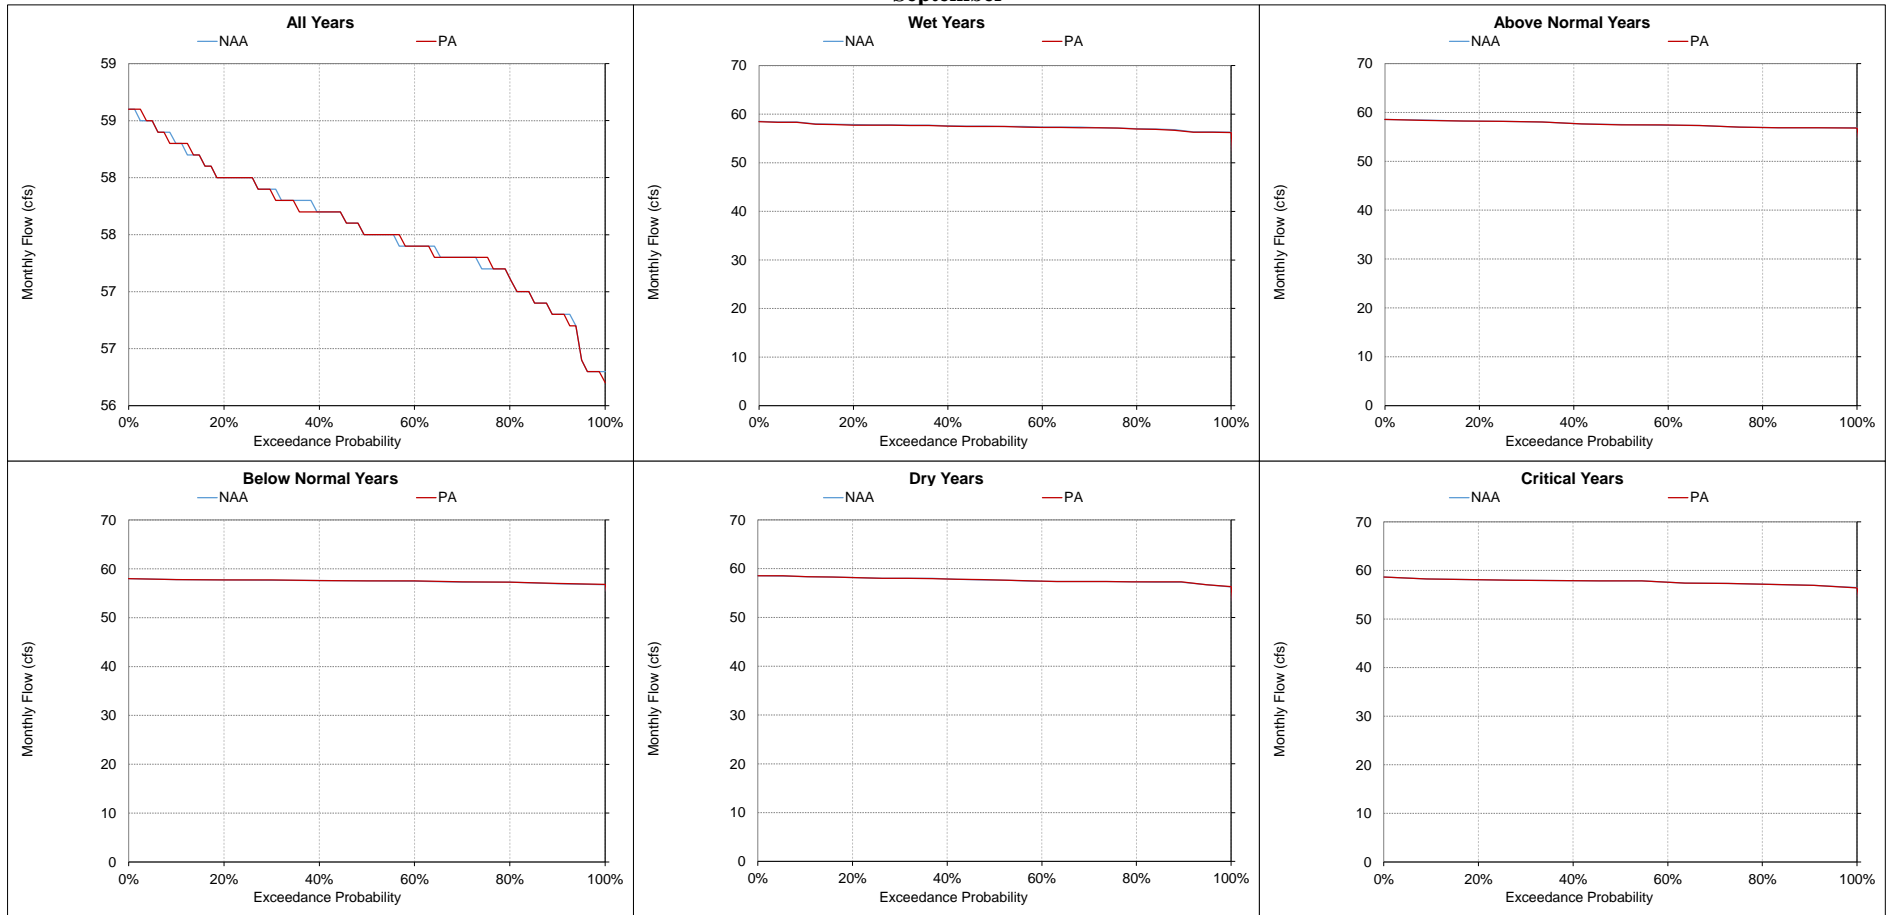 September
All Years
NAA PA
59
59
58
58
57
57
56
Monthly Flow (cfs)
0% 20% 40% 60% 80% 100%
Exceedance Probability
Wet Years
NAA PA
70
60
50
40
30
20
10
0
Monthly Flow (cfs)
0% 20% 40% 60% 80% 100%
Exceedance Probability
Above Normal Years
NAA PA
70
60
50
40
30
20
10
0
Monthly Flow (cfs)
0% 20% 40% 60% 80% 100%
Exceedance Probability
Below Normal Years
NAA PA
70
60
50
40
30
20
10
0
Monthly Flow (cfs)
0% 20% 40% 60% 80% 100%
Exceedance Probability
Dry Years
NAA PA
70
60
50
40
30
20
10
0
Monthly Flow (cfs)
0% 20% 40% 60% 80% 100%
Exceedance Probability
Critical Years
NAA PA
70
60
50
40
30
20
10
0
Monthly Flow (cfs)
0% 20% 40% 60% 80% 100%
Exceedance Probability